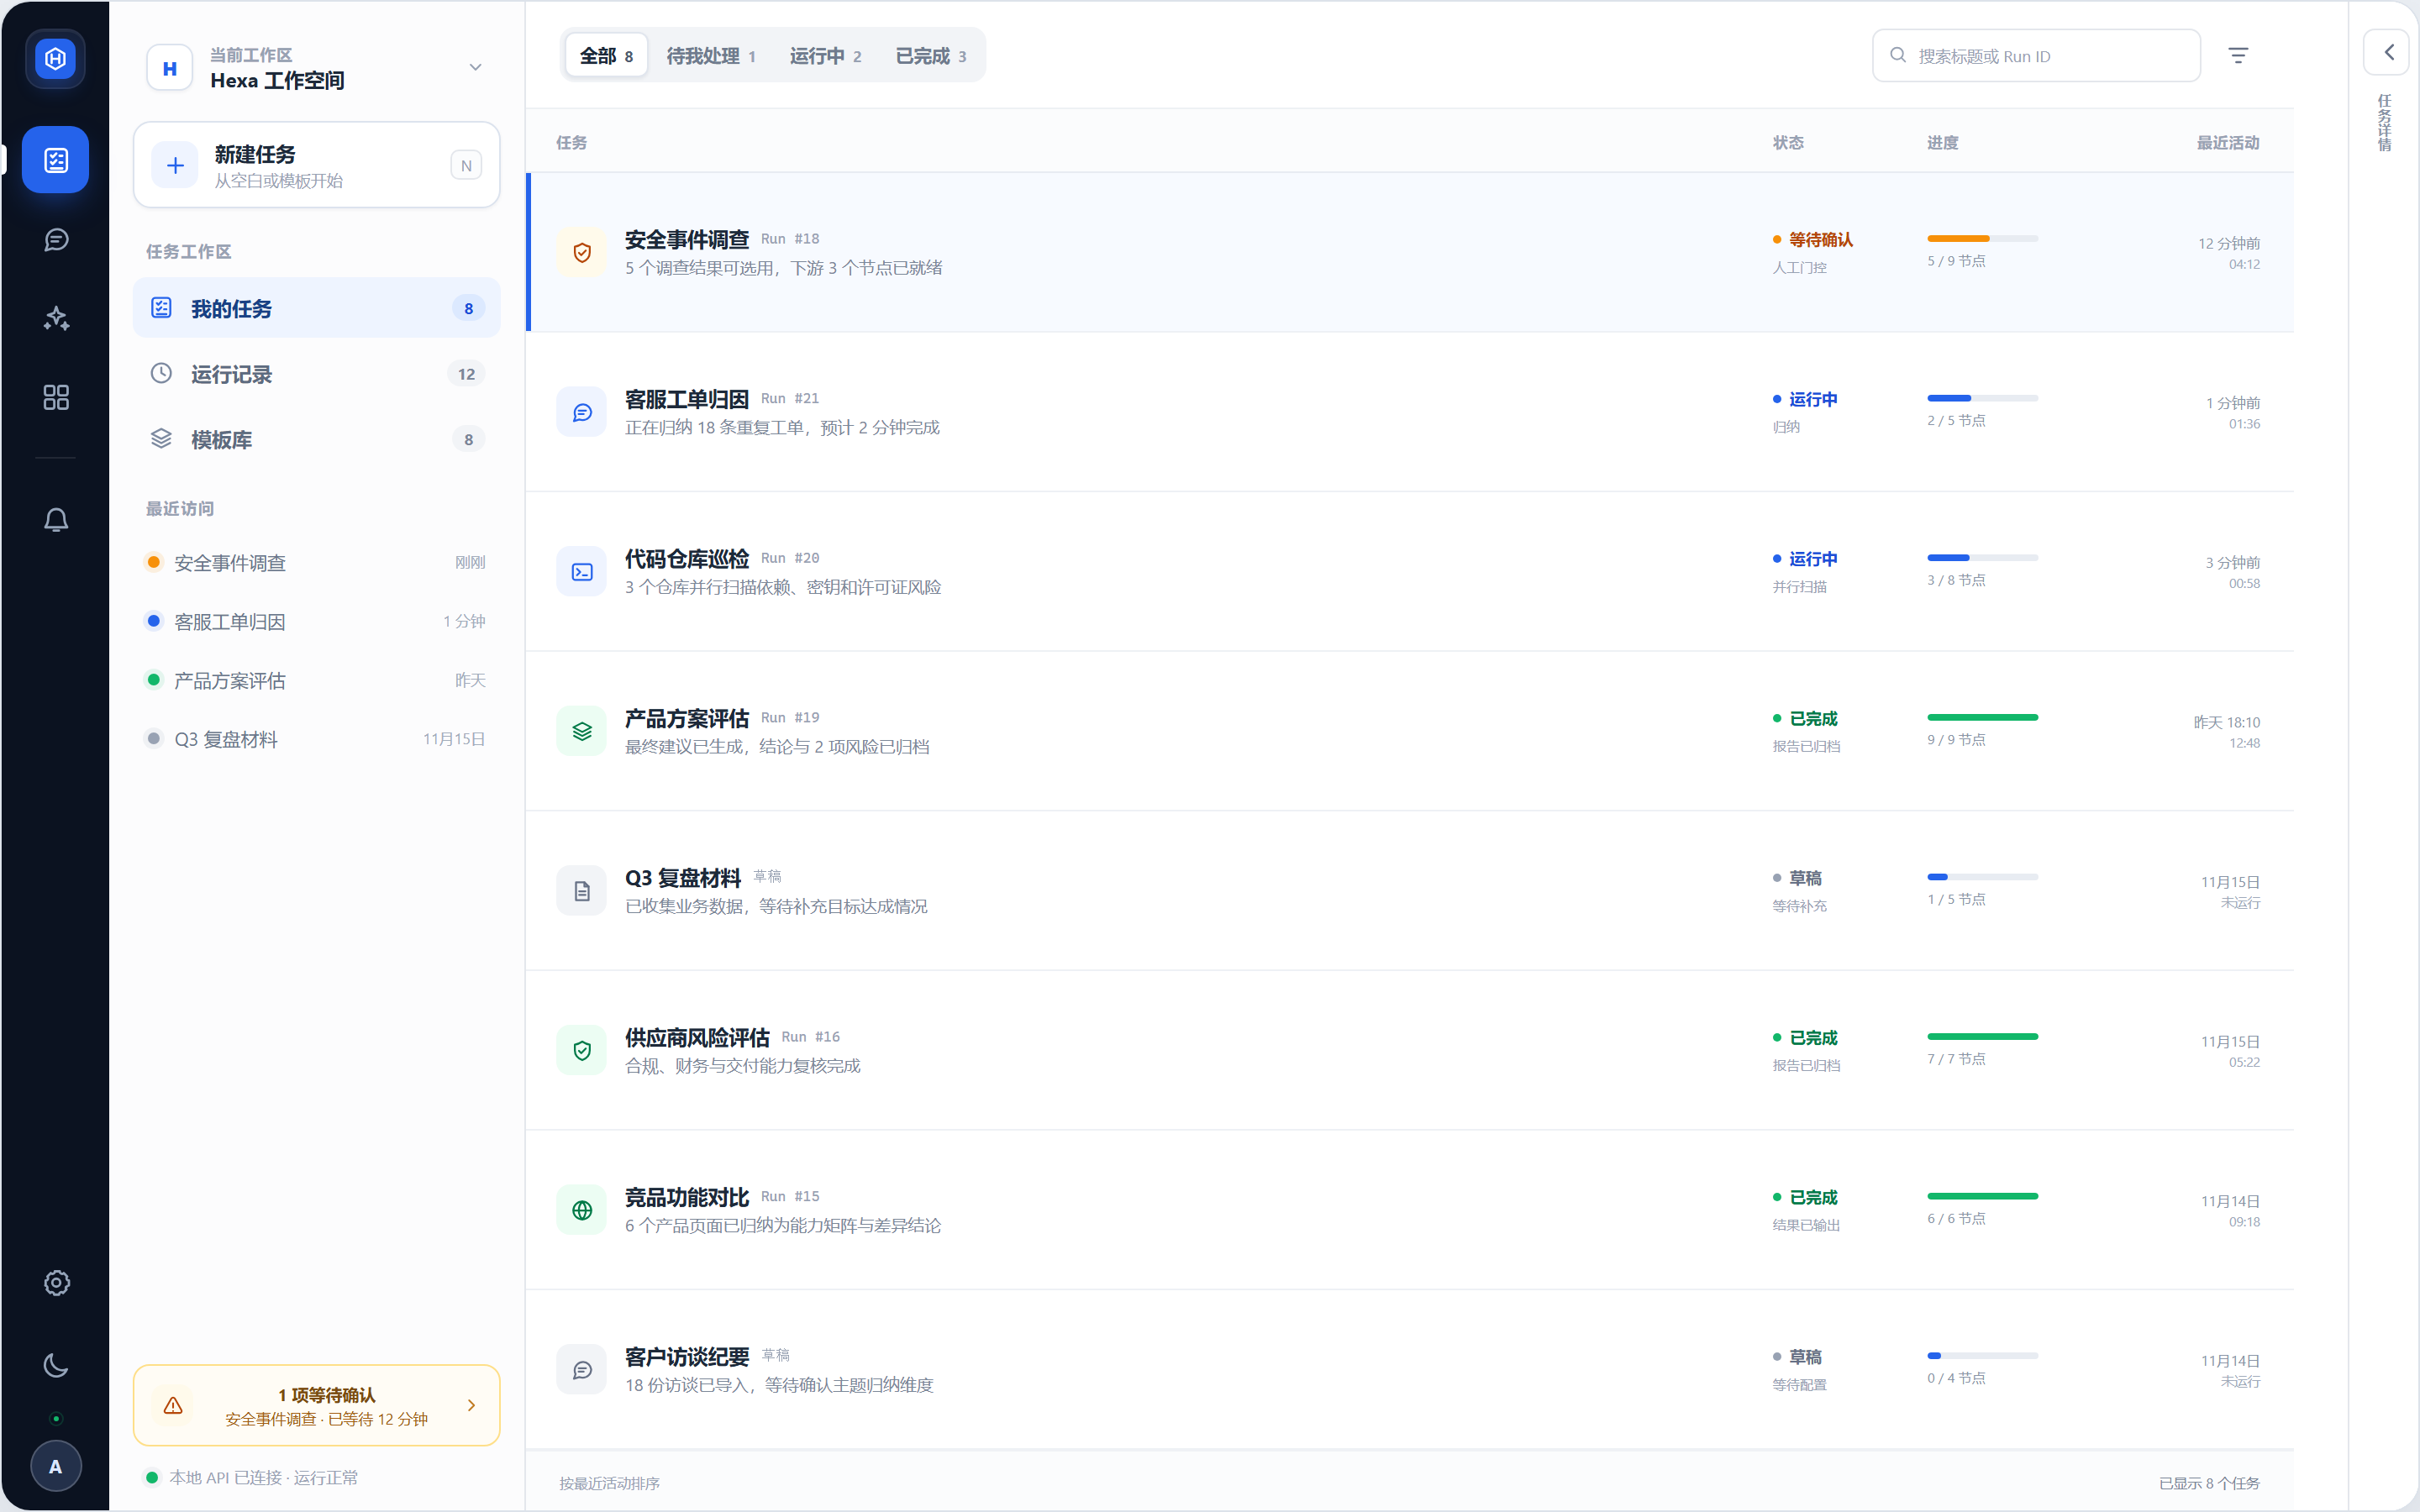 当前工作区
H
Hexa 工作空间
新建任务
从空白或模板开始
N
任务工作区
我的任务 8
运行记录 12
模板库 8
最近访问
安全事件调查 刚刚
客服工单归因 1 分钟
产品方案评估 昨天
Q3 复盘材料 11月15日
1 项等待确认
安全事件调查 · 已等待 12 分钟
本地 API 已连接 · 运行正常
A
全部 8 待我处理 1 运行中 2 已完成 3
搜索标题或 Run ID
任务 状态 进度 最近活动
安全事件调查 Run #18
5 个调查结果可选用，下游 3 个节点已就绪
等待确认
人工门控
5 / 9 节点
12 分钟前
04:12
客服工单归因 Run #21
正在归纳 18 条重复工单，预计 2 分钟完成
运行中
归纳
2 / 5 节点
1 分钟前
01:36
代码仓库巡检 Run #20
3 个仓库并行扫描依赖、密钥和许可证风险
运行中
并行扫描
3 / 8 节点
3 分钟前
00:58
产品方案评估 Run #19
最终建议已生成，结论与 2 项风险已归档
已完成
报告已归档
9 / 9 节点
昨天 18:10
12:48
Q3 复盘材料 草稿
已收集业务数据，等待补充目标达成情况
草稿
等待补充
1 / 5 节点
11月15日
未运行
供应商风险评估 Run #16
合规、财务与交付能力复核完成
已完成
报告已归档
7 / 7 节点
11月15日
05:22
竞品功能对比 Run #15
6 个产品页面已归纳为能力矩阵与差异结论
已完成
结果已输出
6 / 6 节点
11月14日
09:18
客户访谈纪要 草稿
18 份访谈已导入，等待确认主题归纳维度
草稿
等待配置
0 / 4 节点
11月14日
未运行
按最近活动排序
已显示 8 个任务
任务详情